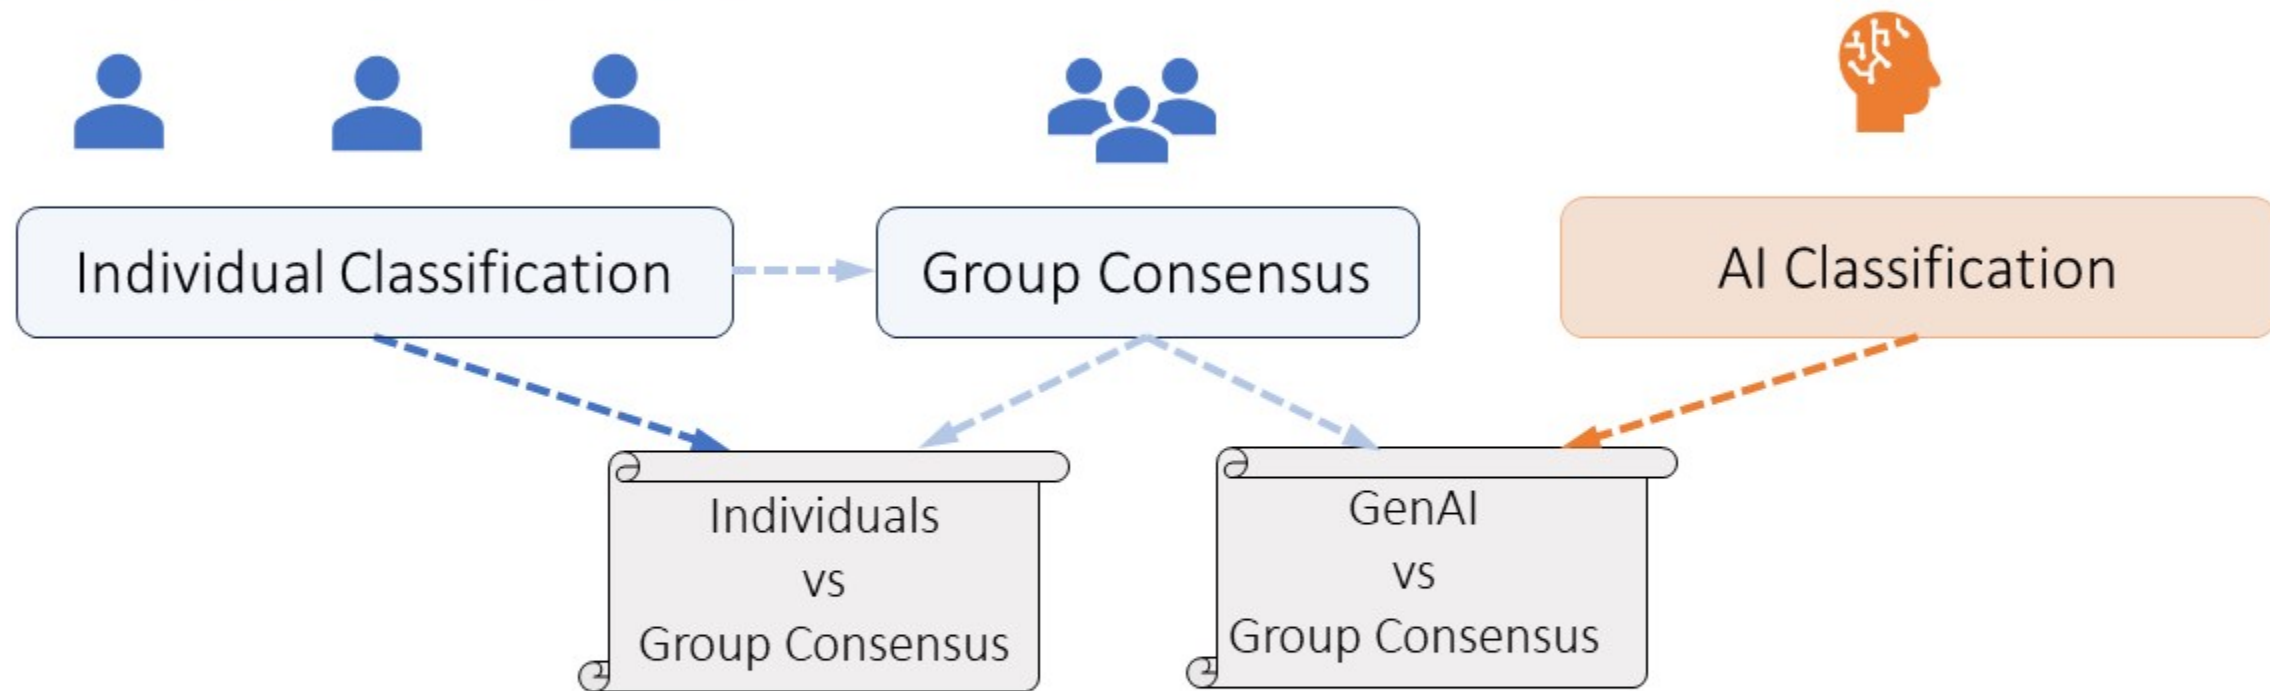 Individual Classification
Group Consensus
AI Classification
Individuals
vs
Group Consensus
GenAI
vs
Group Consensus